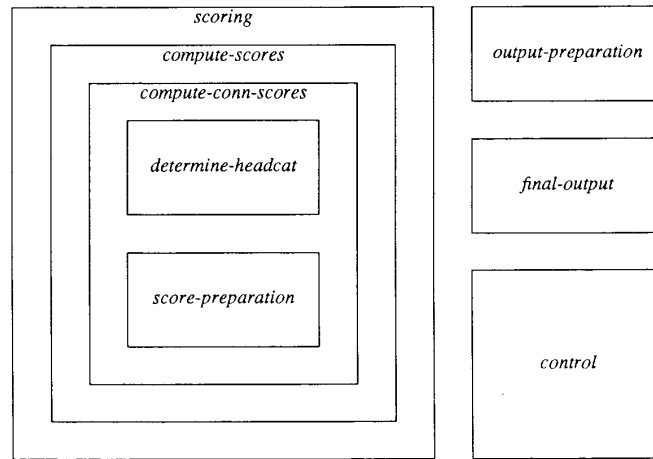 scoring
compute-scores
compute-conn-scores
determine-headcat
score-preparation
output-preparation
final-output
control